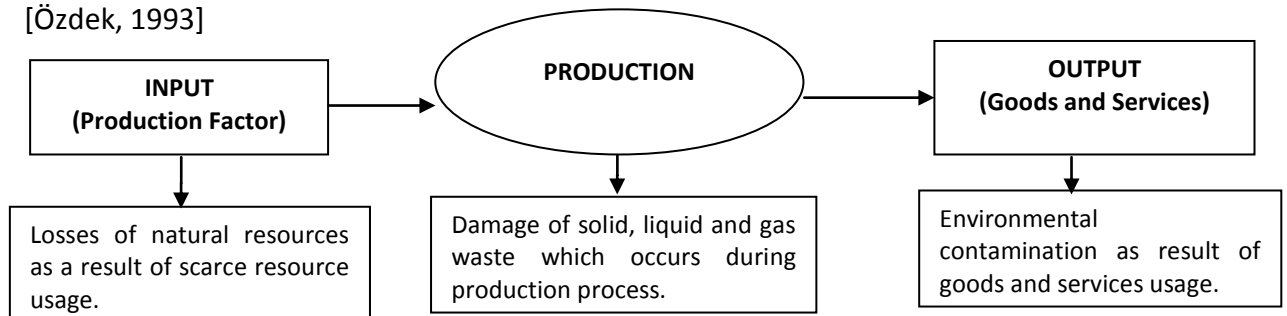 [Özdek, 1993]
INPUT
(Production Factor)
PRODUCTION
OUTPUT
(Goods and Services)
Losses of natural resources
as a result of scarce resource
usage.
Damage of solid, liquid and gas
waste which occurs during
production process.
Environmental
contamination as result of
goods and services usage.